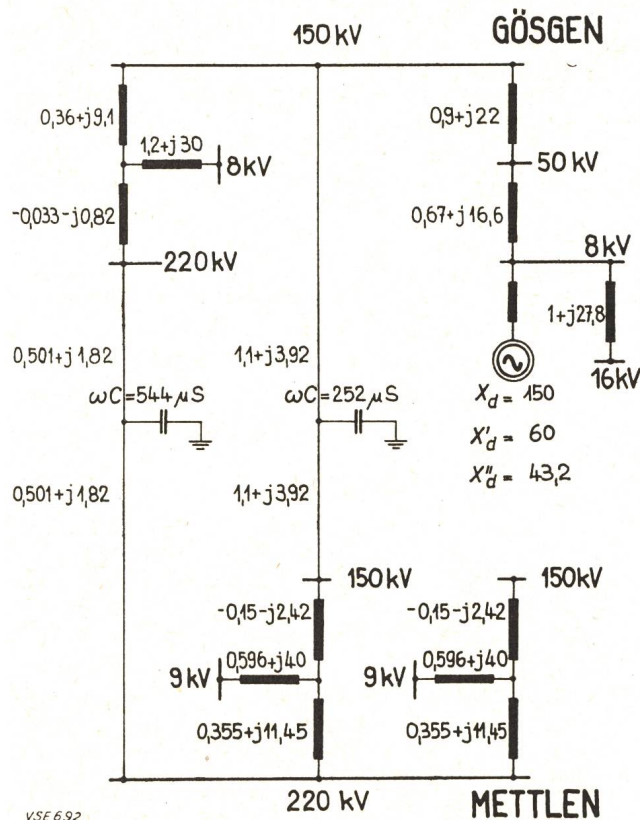 150 kV
GÖSGEN
0,36+j9,1
1,2+j30
8kV
0,9+j22
50 kV
-0,033-j0,82
0,67+j16,6
220kV
8kV
1+j27,8
16kV
0,501+j1,82
1,1+j3,92
ωC=544 μS
ωC=252 μS
Xd = 150
X'd = 60
X"d = 43,2
0,501+j1,82
1,1+j3,92
150kV
150kV
-0,15-j2,42
-0,15-j2,42
9kV
0,596+j40
9kV
0,596+j40
0,355+j11,45
0,355+j11,45
220 kV
METTLEN
VSE 6.92